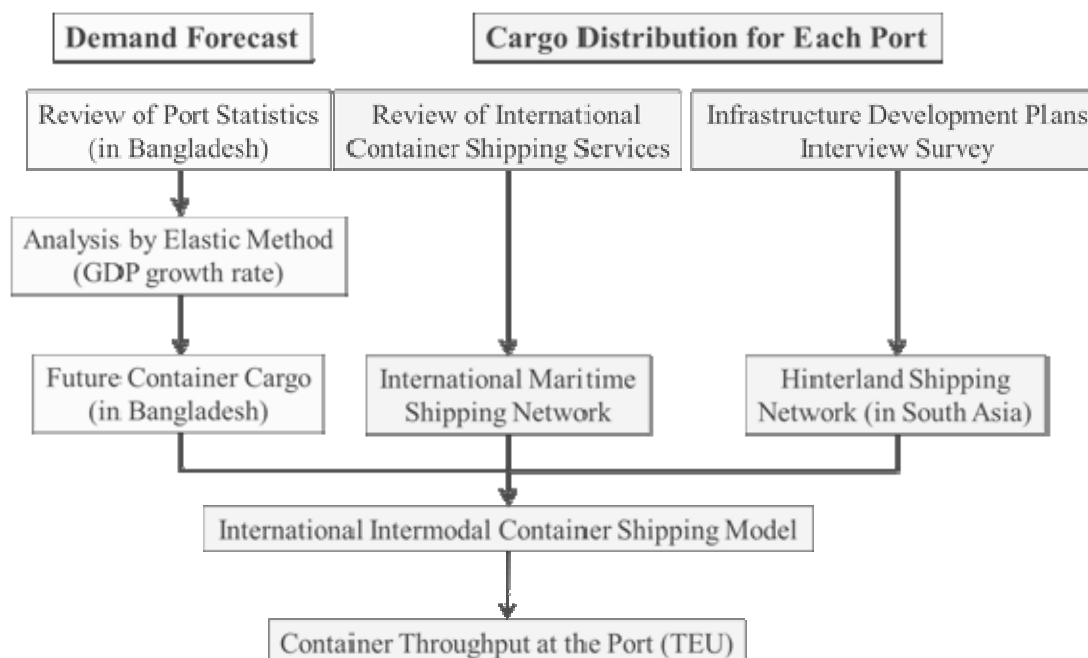 Demand Forecast
Cargo Distribution for Each Port
Review of Port Statistics
(in Bangladesh)
Review of International
Container Shipping Services
Infrastructure Development Plans
Interview Survey
Analysis by Elastic Method
(GDP growth rate)
Future Container Cargo
(in Bangladesh)
International Maritime
Shipping Network
Hinterland Shipping
Network (in South Asia)
International Intermodal Container Shipping Model
Container Throughput at the Port (TEU)